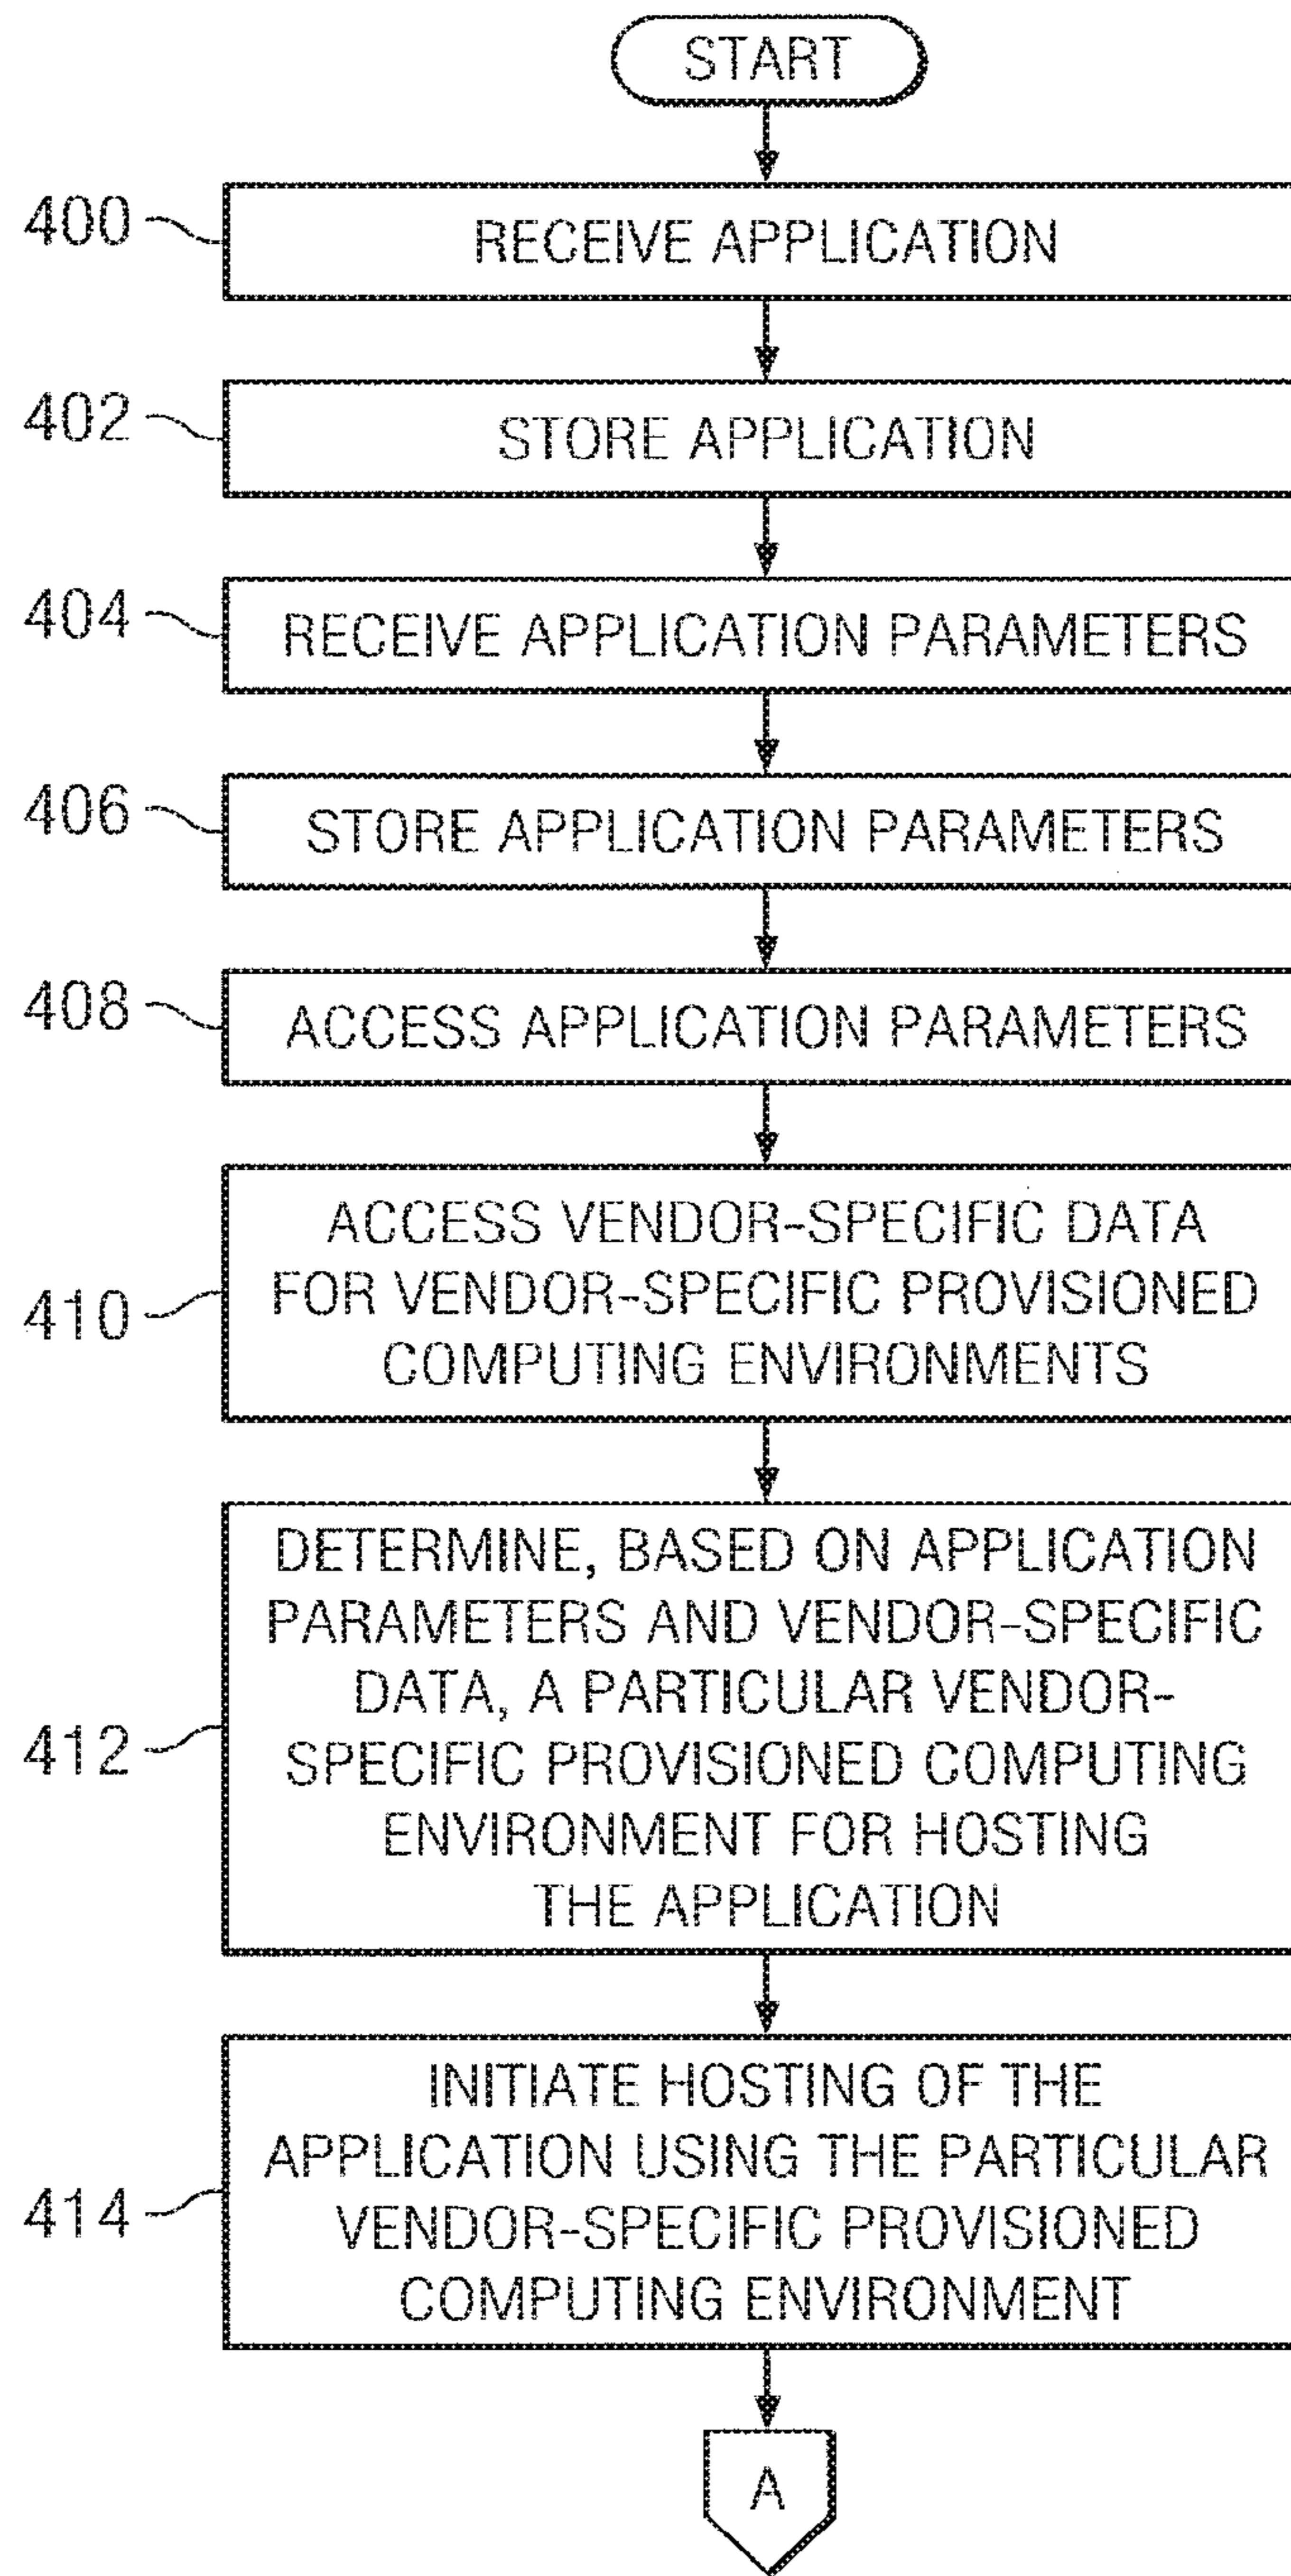 START
400
RECEIVE APPLICATION
402
STORE APPLICATION
404
RECEIVE APPLICATION PARAMETERS
406
STORE APPLICATION PARAMETERS
408
ACCESS APPLICATION PARAMETERS
410
ACCESS VENDOR-SPECIFIC DATA
FOR VENDOR-SPECIFIC PROVISIONED
COMPUTING ENVIRONMENTS
412
DETERMINE, BASED ON APPLICATION
PARAMETERS AND VENDOR-SPECIFIC
DATA, A PARTICULAR VENDOR-
SPECIFIC PROVISIONED COMPUTING
ENVIRONMENT FOR HOSTING
THE APPLICATION
414
INITIATE HOSTING OF THE
APPLICATION USING THE PARTICULAR
VENDOR-SPECIFIC PROVISIONED
COMPUTING ENVIRONMENT
A